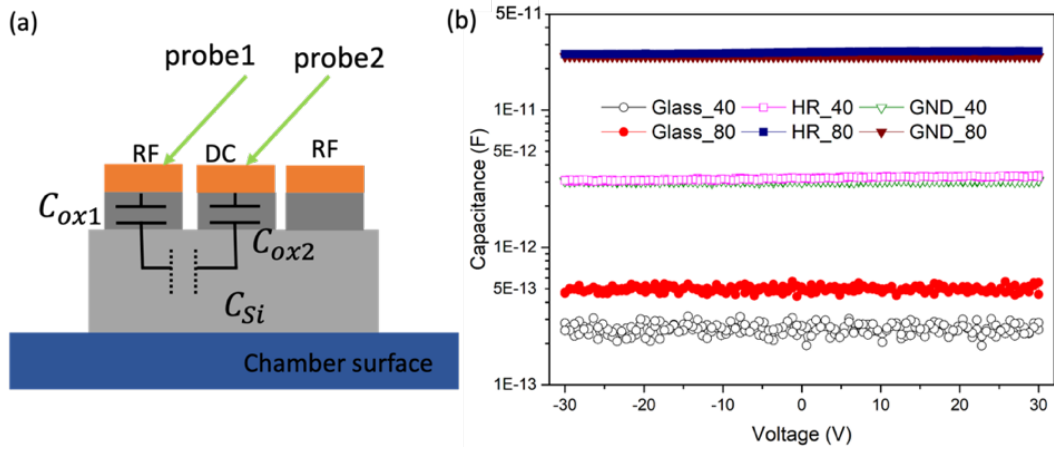 (a)
probe1 probe2
RF DC RF
C_ox1
C_ox2
C_Si
Chamber surface
(b)
Capacitance (F)
5E-11
1E-11
5E-12
1E-12
5E-13
1E-13
Glass_40 HR_40 GND_40
Glass_80 HR_80 GND_80
-30 -20 -10 0 10 20 30
Voltage (V)